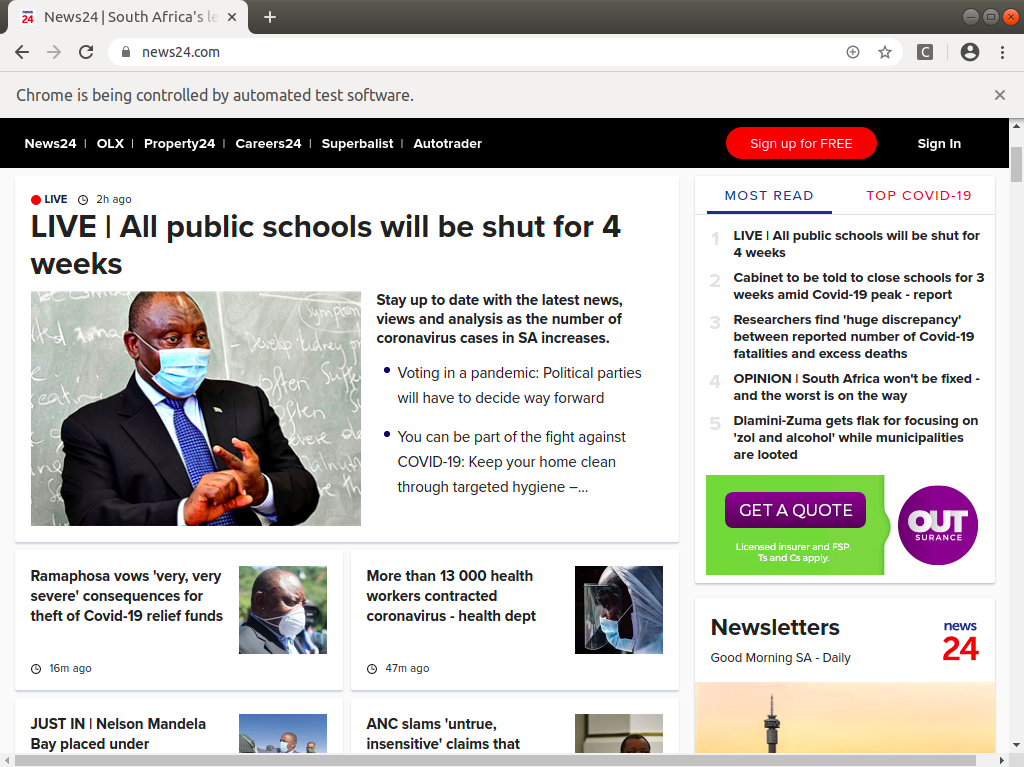 news 24 News24 | South Africa's le
news24.com
C
Chrome is being controlled by automated test software.
News24 | OLX | Property24 | Careers24 | Superbalist | Autotrader
Sign up for FREE
Sign In
LIVE 2h ago
LIVE | All public schools will be shut for 4
weeks
Stay up to date with the latest news,
views and analysis as the number of
coronavirus cases in SA increases.
Voting in a pandemic: Political parties
will have to decide way forward
You can be part of the fight against
COVID-19: Keep your home clean
through targeted hygiene –...
Ramaphosa vows 'very, very
severe' consequences for
theft of Covid-19 relief funds
16m ago
More than 13 000 health
workers contracted
coronavirus - health dept
47m ago
JUST IN | Nelson Mandela
Bay placed under
ANC slams 'untrue,
insensitive' claims that
MOST READ
TOP COVID-19
1 LIVE | All public schools will be shut for
4 weeks
2 Cabinet to be told to close schools for 3
weeks amid Covid-19 peak - report
3 Researchers find 'huge discrepancy'
between reported number of Covid-19
fatalities and excess deaths
4 OPINION | South Africa won't be fixed -
and the worst is on the way
5 Dlamini-Zuma gets flak for focusing on
'zol and alcohol' while municipalities
are looted
GET A QUOTE
Licensed insurer and FSP.
Ts and Cs apply.
OUT
SURANCE
Newsletters
Good Morning SA - Daily
news
24